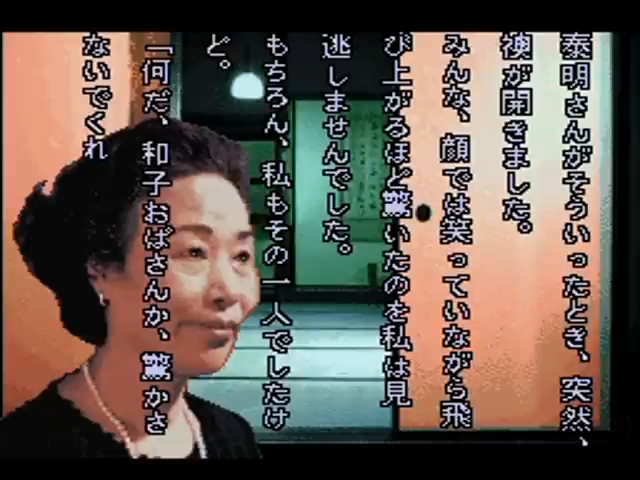 泰明さんがそういったとき、突然、
襖が開きました。
みんな、顔では笑っていながら飛
び上がるほど驚いたのを私は見
逃しませんでした。
もちろん、私もその一人でしたけ
ど。
「何だ、和子おばさんか、驚かさ
ないでくれ